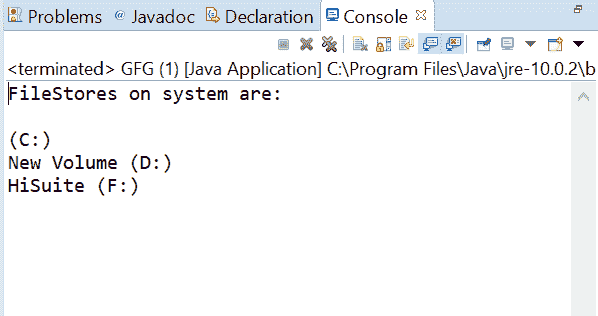 Problems @ Javadoc Declaration Console
<terminated> GFG (1) [Java Application] C:\Program Files\Java\jre-10.0.2\b
FileStores on system are:
(C:)
New Volume (D:)
HiSuite (F:)